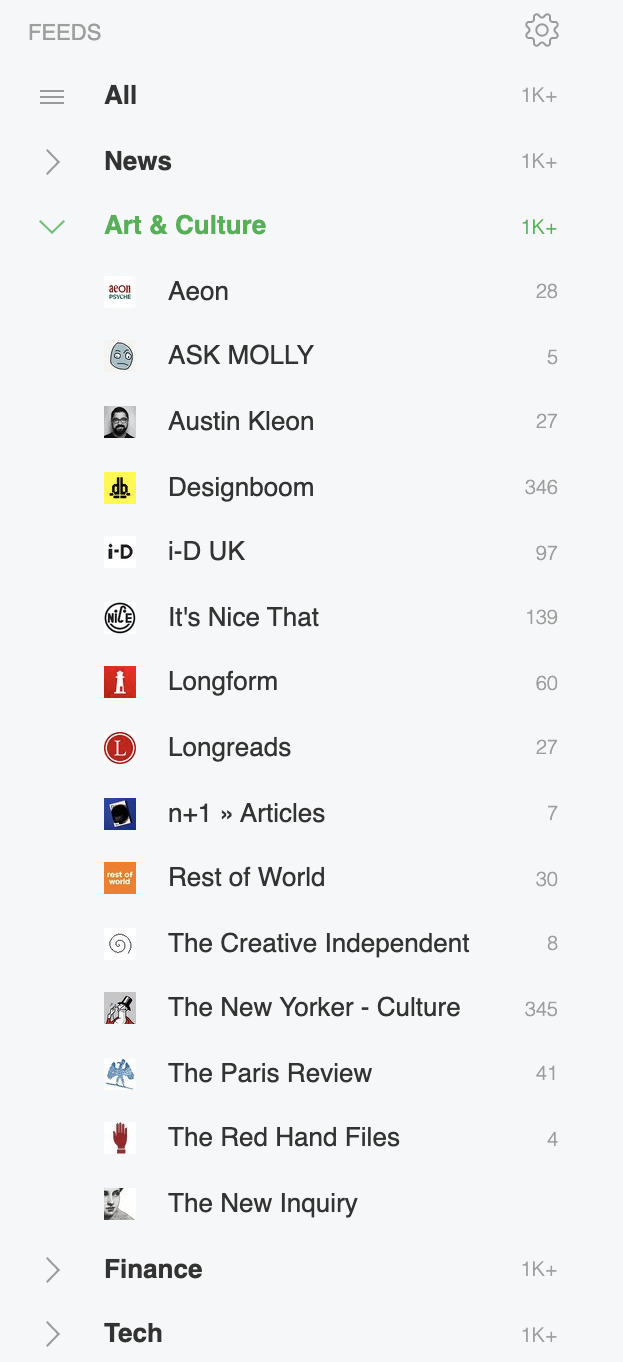 FEEDS
All 1K+
News 1K+
Art & Culture 1K+
aeon
PSYCHE
Aeon 28
ASK MOLLY 5
Austin Kleon 27
db
Designboom 346
i-D
i-D UK 97
NICE
It's Nice That 139
Longform 60
L
Longreads 27
n+1 » Articles 7
rest of
world
Rest of World 30
The Creative Independent 8
The New Yorker - Culture 345
The Paris Review 41
The Red Hand Files 4
The New Inquiry
Finance 1K+
Tech 1K+